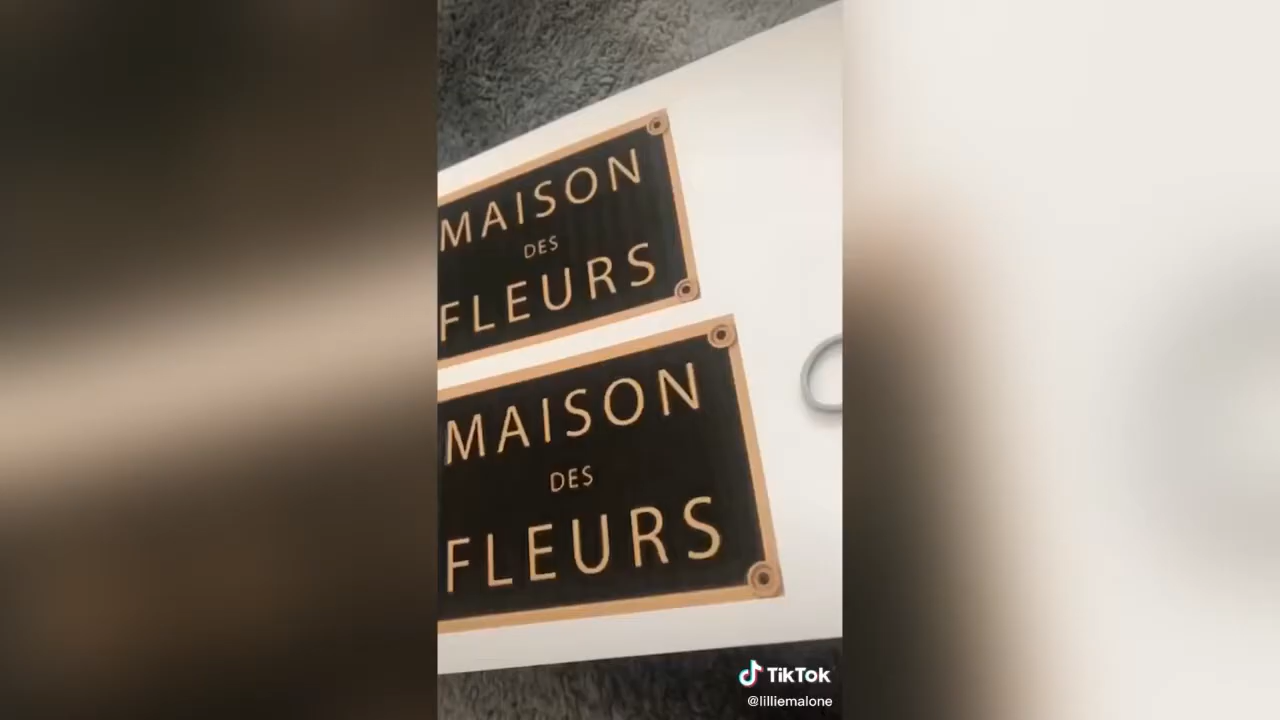 MAISON
DES
FLEURS
MAISON
DES
FLEURS
TikTok
@lilliemalone